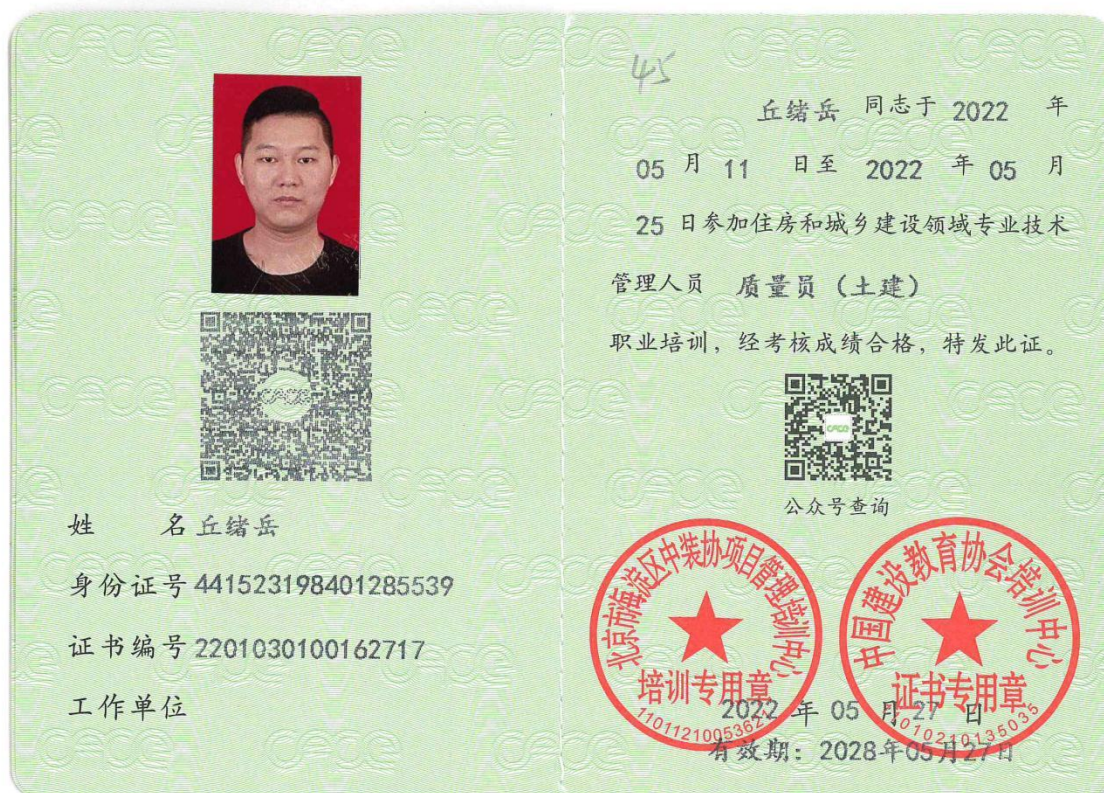 姓 名 丘绪岳
身份证号 441523198401285539
证书编号 2201030100162717
工作单位
45
丘绪岳 同志于 2022 年
05 月 11 日至 2022 年 05 月
25 日参加住房和城乡建设领域专业技术
管理人员 质量员（土建）
职业培训，经考核成绩合格，特发此证。
公众号查询
北京市海淀区中装协项目管理培训中心
培训专用章
中国建设教育协会培训中心
证书专用章
11010210135035
2022 年 05 月 27 日
有效期：2028年05月27日